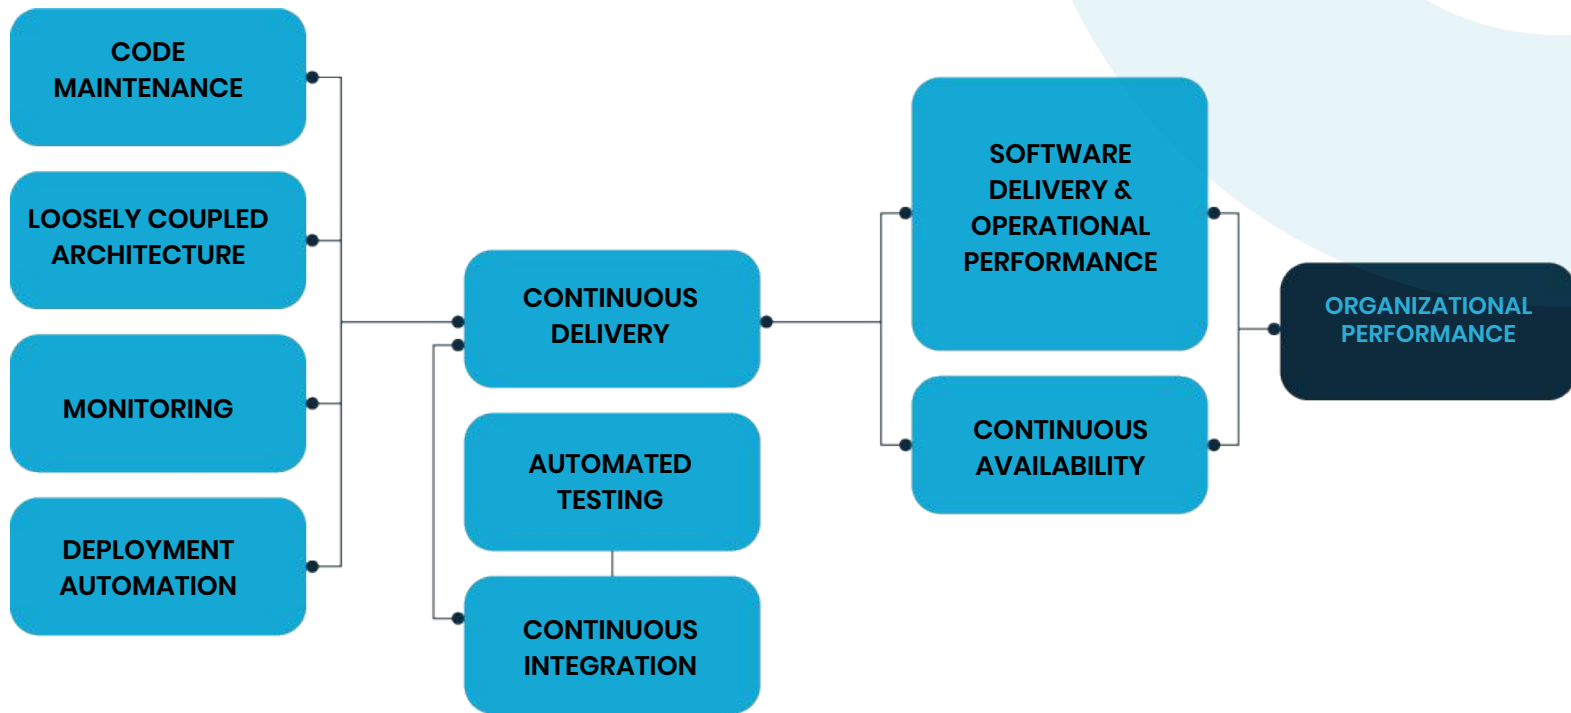 CODE
MAINTENANCE
LOOSELY COUPLED
ARCHITECTURE
MONITORING
DEPLOYMENT
AUTOMATION
CONTINUOUS
DELIVERY
AUTOMATED
TESTING
CONTINUOUS
INTEGRATION
SOFTWARE
DELIVERY &
OPERATIONAL
PERFORMANCE
CONTINUOUS
AVAILABILITY
ORGANIZATIONAL
PERFORMANCE